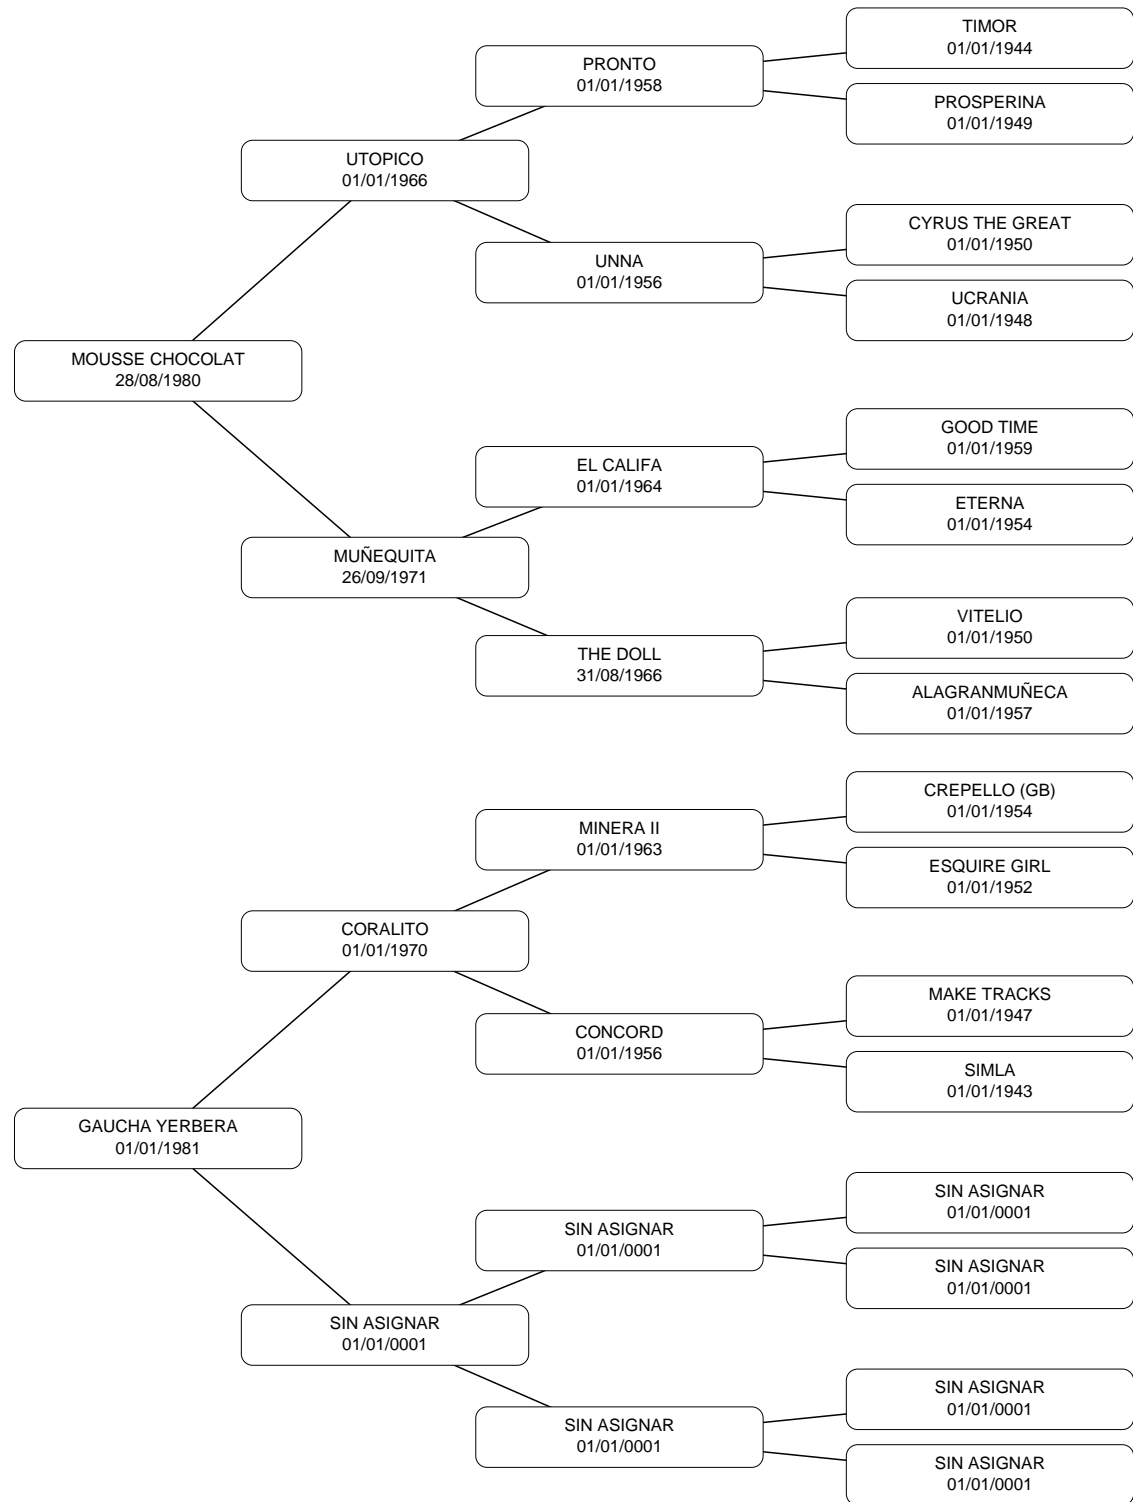 TIMOR
01/01/1944
PRONTO
01/01/1958
PROSPERINA
01/01/1949
UTOPICO
01/01/1966
CYRUS THE GREAT
01/01/1950
UNNA
01/01/1956
UCRANIA
01/01/1948
MOUSSE CHOCOLAT
28/08/1980
GOOD TIME
01/01/1959
EL CALIFA
01/01/1964
ETERNA
01/01/1954
MUÑEQUITA
26/09/1971
VITELIO
01/01/1950
THE DOLL
31/08/1966
ALAGRANMUÑECA
01/01/1957
CREPELLO (GB)
01/01/1954
MINERA II
01/01/1963
ESQUIRE GIRL
01/01/1952
CORALITO
01/01/1970
MAKE TRACKS
01/01/1947
CONCORD
01/01/1956
SIMLA
01/01/1943
GAUCHA YERBERA
01/01/1981
SIN ASIGNAR
01/01/0001
SIN ASIGNAR
01/01/0001
SIN ASIGNAR
01/01/0001
SIN ASIGNAR
01/01/0001
SIN ASIGNAR
01/01/0001
SIN ASIGNAR
01/01/0001
SIN ASIGNAR
01/01/0001